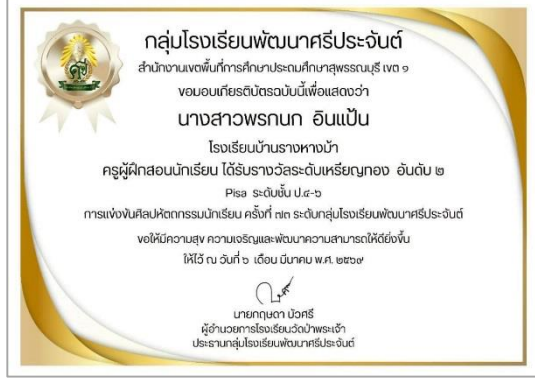 กลุ่มโรงเรียนพัฒนาศรีประจันต์
สำนักงานเขตพื้นที่การศึกษาประถมศึกษาสุพรรณบุรี เขต ๑
ขอมอบเกียรติบัตรฉบับนี้เพื่อแสดงว่า
นางสาวพรกนก อินแป้น
โรงเรียนบ้านรางหางม้า
ครูผู้ฝึกสอนนักเรียน ได้รับรางวัลระดับเหรียญทอง อันดับ ๒
Pisa ระดับชั้น ป.๔-๖
การแข่งขันศิลปหัตถกรรมนักเรียน ครั้งที่ ๗๓ ระดับกลุ่มโรงเรียนพัฒนาศรีประจันต์
ขอให้มีความสุข ความเจริญและพัฒนาความสามารถให้ดียิ่งขึ้น
ให้ไว้ ณ วันที่ ๖ เดือน มีนาคม พ.ศ. ๒๕๖๙
นายกฤษดา บัวศรี
ผู้อำนวยการโรงเรียนวัดป่าพระเจ้า
ประธานกลุ่มโรงเรียนพัฒนาศรีประจันต์